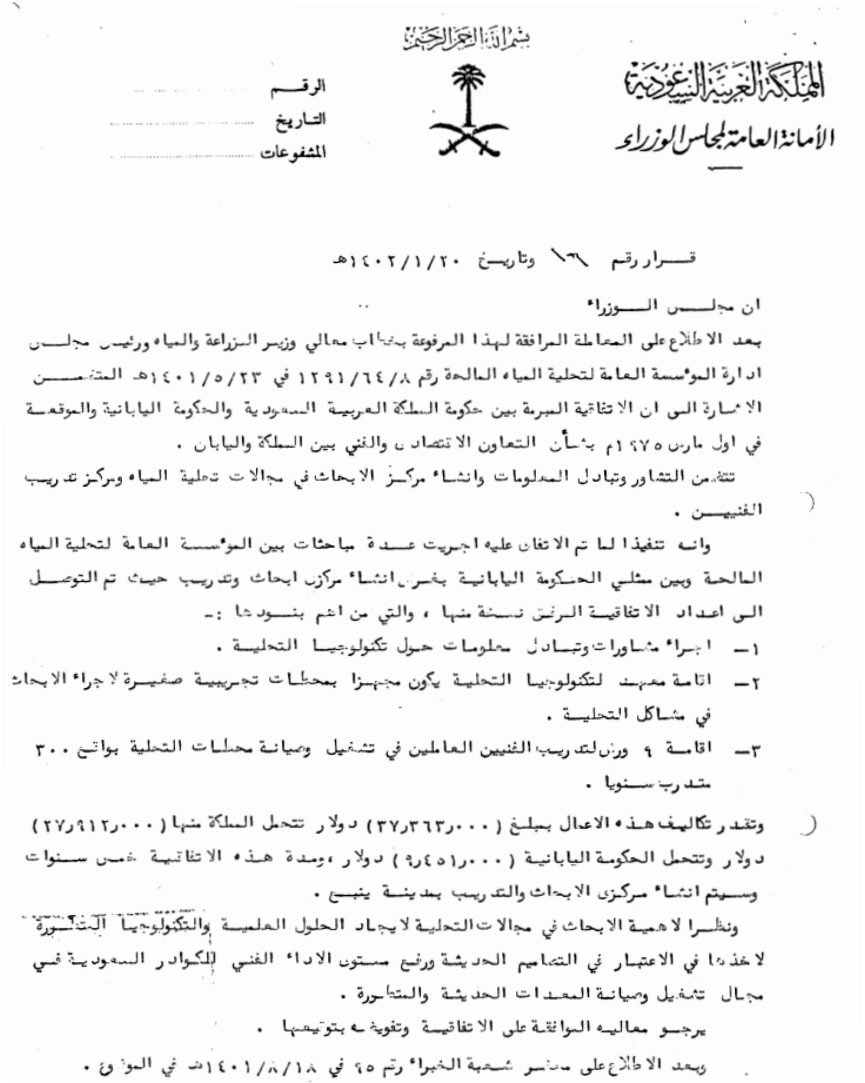 بسم الله الرحمن الرحيم
المملكة العربية السعودية
الأمانة العامة لمجلس الوزراء
الرقم
التاريخ
المشفوعات
قرار رقم ١٦ وتاريخ ١٤٠٢/١/٢٠هـ
ان مجلس الوزراء
بعد الاطلاع على المعاملة المرافقة لهذا المرفوعة بخطاب معالي وزير الزراعة والمياه ورئيس مجلس
ادارة المؤسسة العامة لتحلية المياه المالحة رقم ١٢٩١/٦٤/٨ في ١٤٠١/٥/٢٣هـ المتضمن
الاشارة الى ان الاتفاقية المبرمة بين حكومة المملكة العربية السعودية والحكومة اليابانية والموقعة
في اول مارس ١٩٧٥م بشأن التعاون الاقتصادى والفني بين المملكة واليابان .
تتضمن التشاور وتبادل المعلومات وانشاء مركز الابحاث في مجالات تحلية المياه ومركز تدريب
الفنيين .
وانه تنفيذا لما تم الاتفاق عليه اجريت عدة مباحثات بين المؤسسة العامة لتحلية المياه
المالحة وبين ممثلي الحكومة اليابانية بغرض انشاء مركزى ابحاث وتدريب حيث تم التوصل
الى اعداد الاتفاقية المرفق نسخة منها ، والتي من اهم بنودها :-
١- اجراء مشاورات وتبادل معلومات حول تكنولوجيا التحلية .
٢- اقامة معهد لتكنولوجيا التحلية يكون مجهزا بمحطات تجريبية صغيرة لاجراء الابحاث
في مشاكل التحلية .
٣- اقامة ٩ ورش لتدريب الفنيين العاملين في تشغيل وصيانة محطات التحلية بواقع ٣٠٠
متدرب سنويا .
وتقدر تكاليف هذه الاعمال بمبلغ (٣٧٫٣٦٣٫٠٠٠) دولار تتحمل المملكة منها (٢٧٫٩١٢٫٠٠٠)
دولار وتتحمل الحكومة اليابانية (٩٫٤٥١٫٠٠٠) دولار ، ومدة هذه الاتفاقية خمس سنوات
وسيتم انشاء مركزى الابحاث والتدريب بمدينة ينبع .
ونظرا لاهمية الابحاث في مجالات التحلية لايجاد الحلول العلمية والتكنولوجيا المتطورة
لاخذها في الاعتبار في التصاميم الحديثة ورفع مستوى الاداء الفني للكوادر السعودية في
مجال تشغيل وصيانة المعدات الحديثة والمتطورة .
يرجو معاليه الموافقة على الاتفاقية وتفويضه بتوقيعها .
وبعد الاطلاع على محضر شعبة الخبراء رقم ٩٥ في ١٤٠١/٨/١٨هـ في الموضوع .